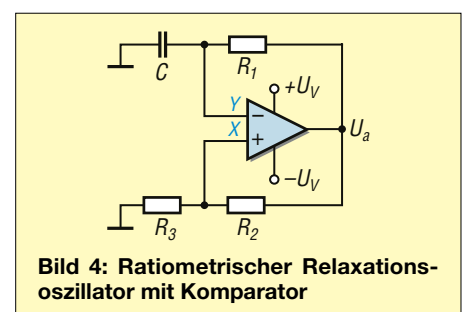 C
R1
+UV
Y
−
X
+
Ua
−UV
R3
R2
Bild 4: Ratiometrischer Relaxations-
oszillator mit Komparator